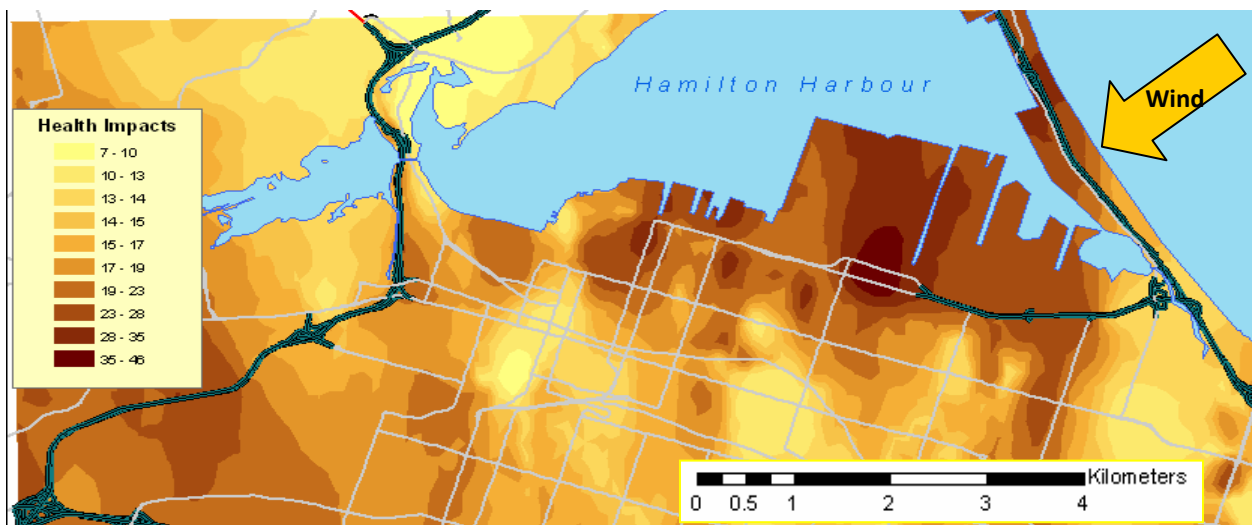 Hamilton Harbour
Wind
Health Impacts
7 - 10
10 - 13
13 - 14
14 - 15
15 - 17
17 - 19
19 - 23
23 - 28
28 - 35
35 - 46
Kilometers
0 0.5 1 2 3 4